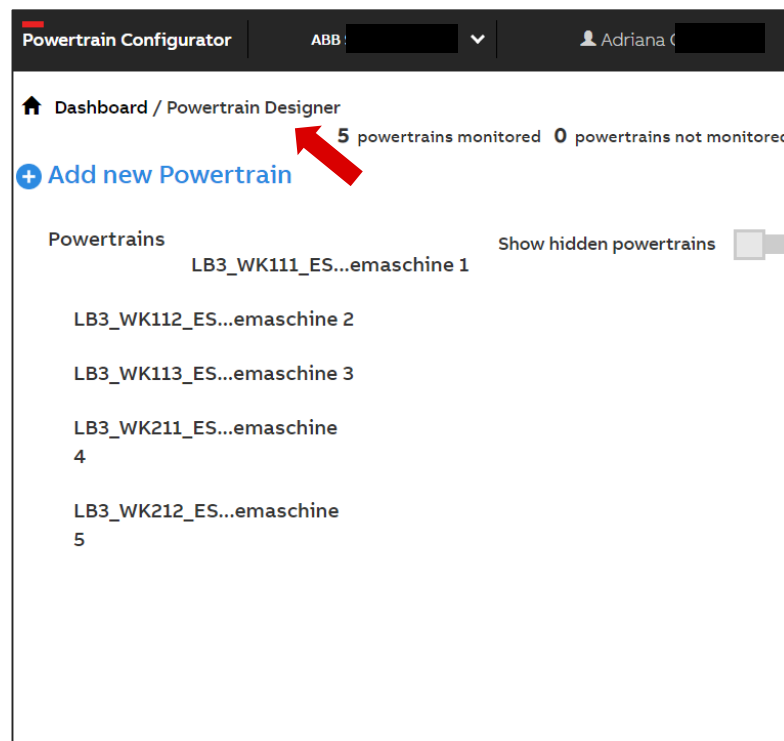 Powertrain Configurator ABB Adriana
Dashboard / Powertrain Designer
5 powertrains monitored 0 powertrains not monitored
Add new Powertrain
Powertrains
Show hidden powertrains
LB3_WK111_ES...emaschine 1
LB3_WK112_ES...emaschine 2
LB3_WK113_ES...emaschine 3
LB3_WK211_ES...emaschine
4
LB3_WK212_ES...emaschine
5